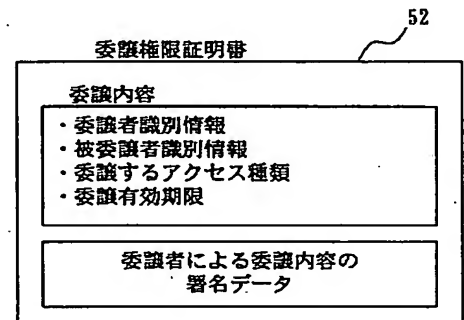 52
委譲権限証明書
委譲内容
・委譲者識別情報
・被委譲者識別情報
・委譲するアクセス種類
・委譲有効期限
委譲者による委譲内容の
署名データ